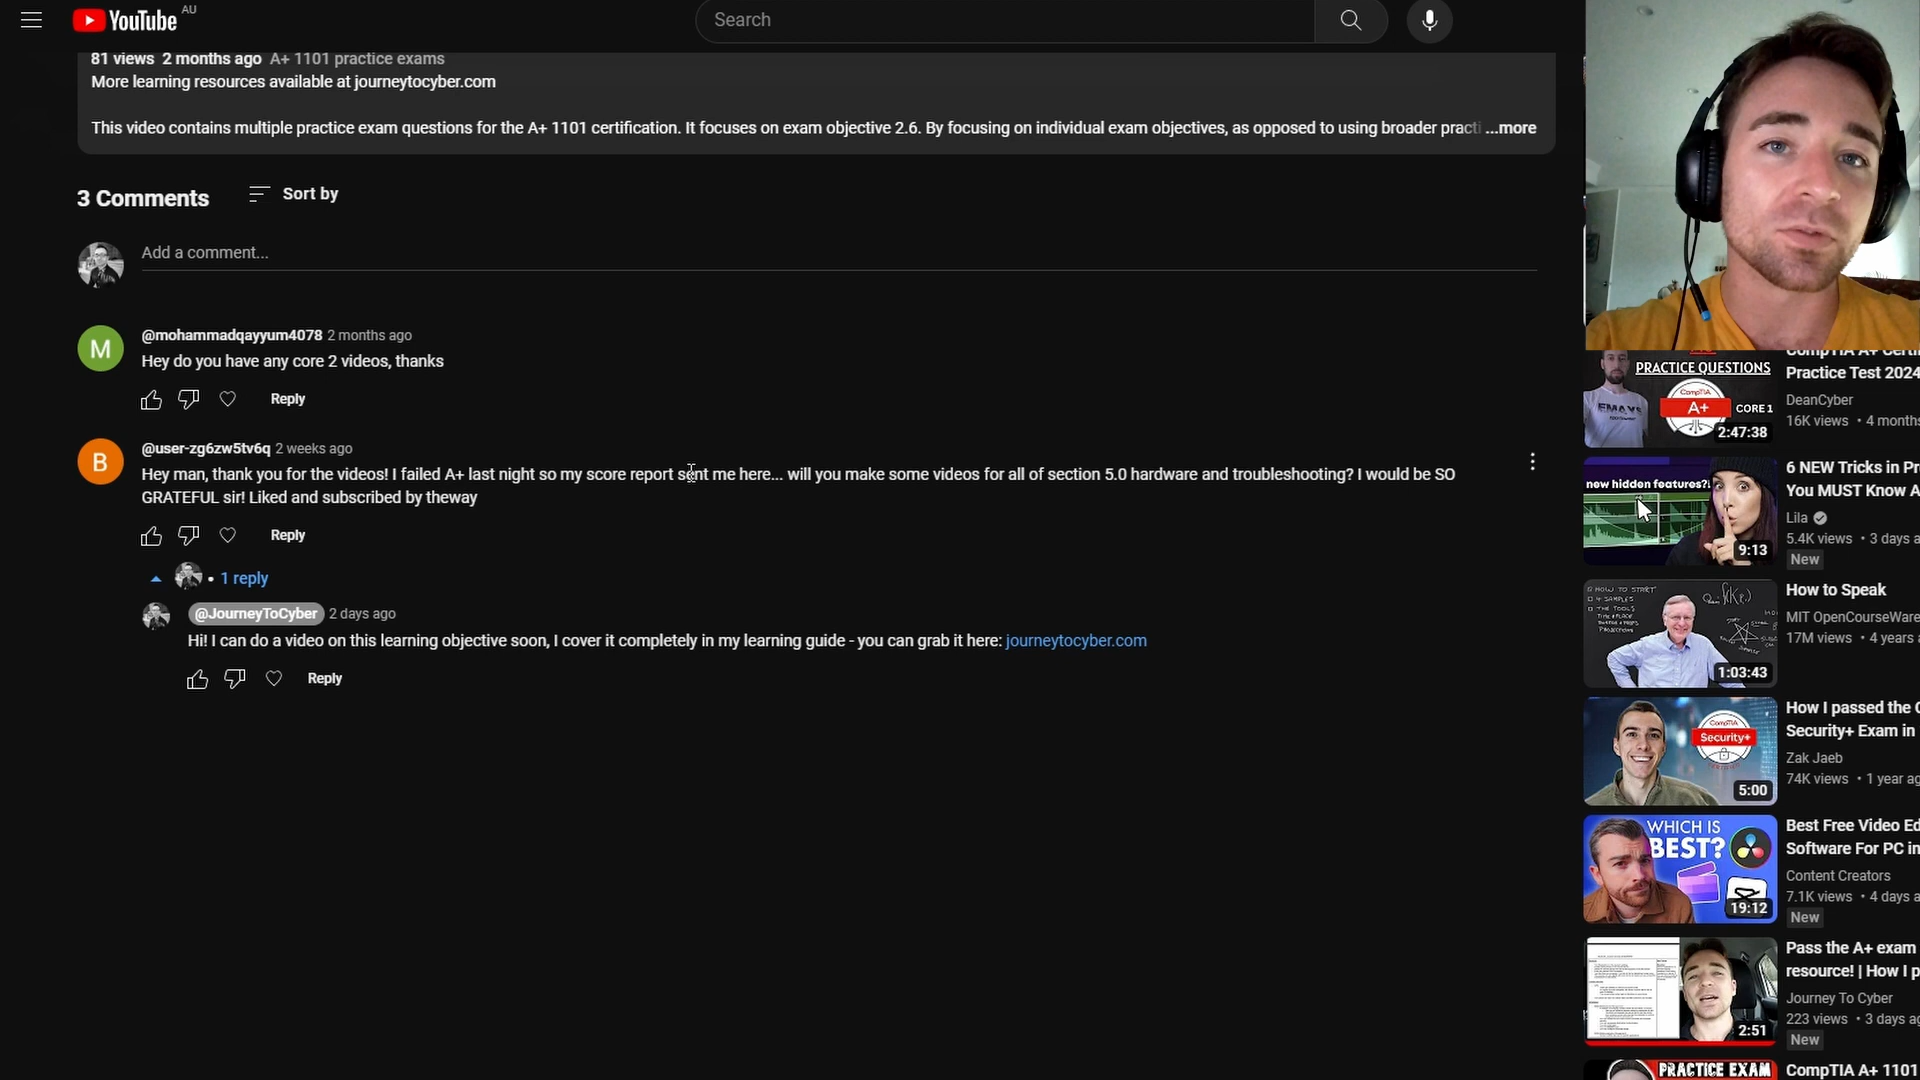 YouTube AU
Search
81 views 2 months ago A+ 1101 practice exams
More learning resources available at journeytocyber.com
This video contains multiple practice exam questions for the A+ 1101 certification. It focuses on exam objective 2.6. By focusing on individual exam objectives, as opposed to using broader practi ...more
3 Comments
Sort by
Add a comment...
M
@mohammadqayyum4078 2 months ago
Hey do you have any core 2 videos, thanks
Reply
B
@user-zg6zw5tv6q 2 weeks ago
Hey man, thank you for the videos! I failed A+ last night so my score report sent me here... will you make some videos for all of section 5.0 hardware and troubleshooting? I would be SO
GRATEFUL sir! Liked and subscribed by theway
Reply
• 1 reply
@JourneyToCyber 2 days ago
Hi! I can do a video on this learning objective soon, I cover it completely in my learning guide - you can grab it here: journeytocyber.com
Reply
PRACTICE QUESTIONS
CompTIA
A+
CORE 1
2:47:38
CompTIA A+ Certi
Practice Test 2024
DeanCyber
16K views • 4 months
new hidden features?!
9:13
6 NEW Tricks in Pr
You MUST Know A
Lila
5.4K views • 3 days a
New
HOW TO START
1:03:43
How to Speak
MIT OpenCourseWare
17M views • 4 years a
CompTIA
Security+
5:00
How I passed the C
Security+ Exam in
Zak Jaeb
74K views • 1 year ag
WHICH IS
BEST?
19:12
Best Free Video Ed
Software For PC in
Content Creators
7.1K views • 4 days a
New
2:51
Pass the A+ exam
resource! | How I p
Journey To Cyber
223 views • 3 days ag
New
PRACTICE EXAM
CompTIA A+ 1101